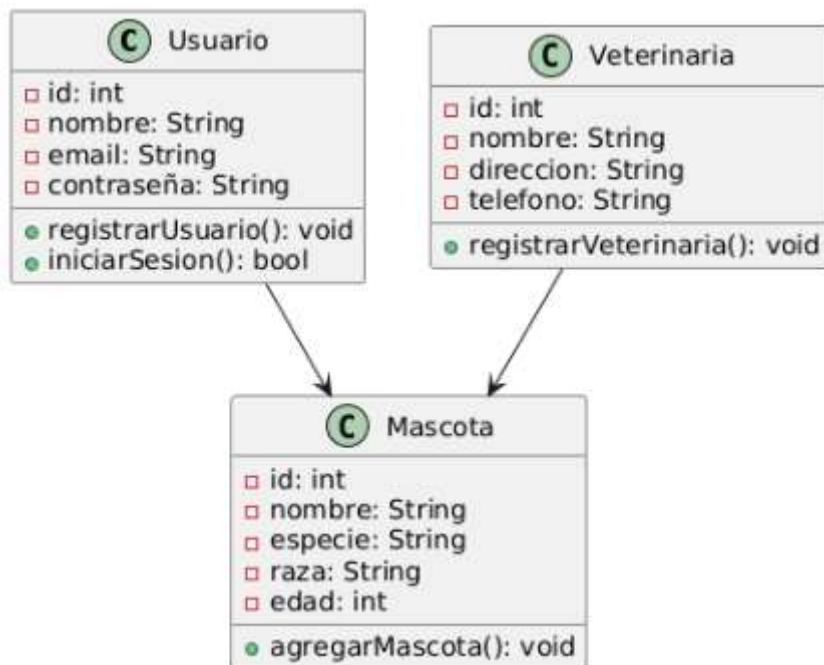 C Usuario
id: int
nombre: String
email: String
contraseña: String
registrarUsuario(): void
iniciarSesion(): bool
C Veterinaria
id: int
nombre: String
direccion: String
telefono: String
registrarVeterinaria(): void
C Mascota
id: int
nombre: String
especie: String
raza: String
edad: int
agregarMascota(): void